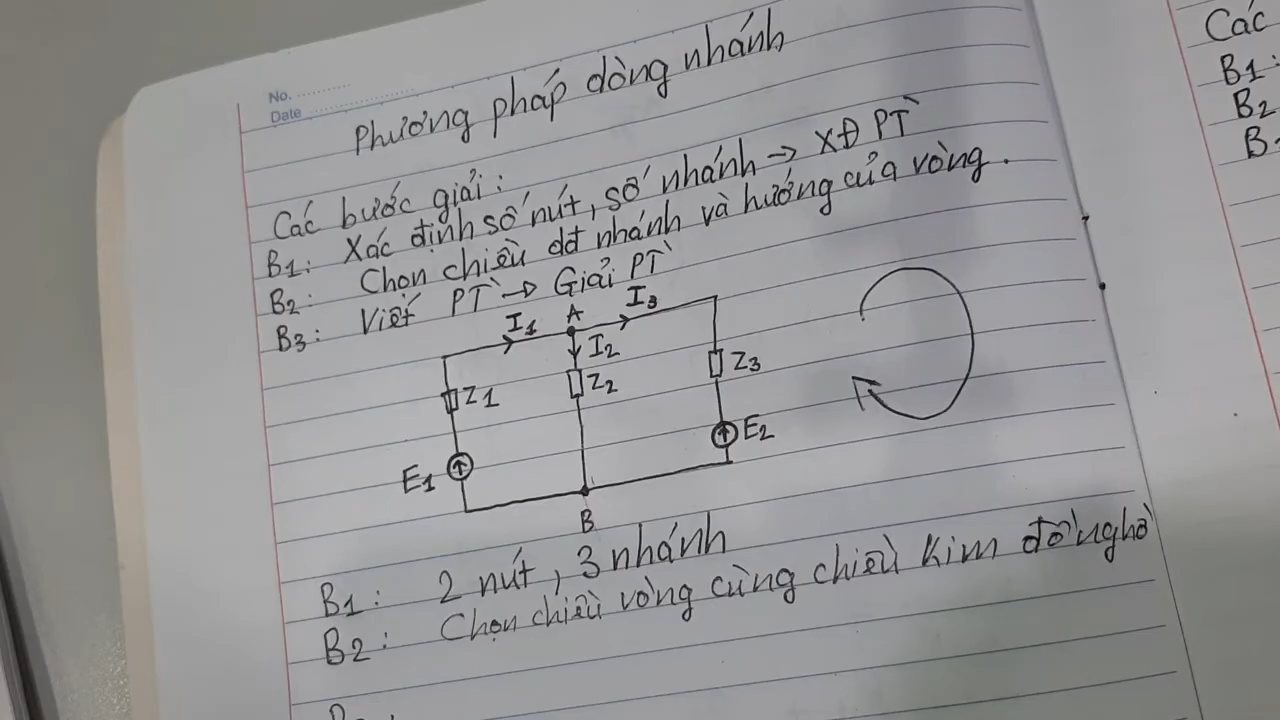 No. ............
Date ........................
Phương pháp dòng nhánh
Các bước giải:
B1: Xác định số nút, số nhánh → XĐ PT
B2: Chọn chiều dđ nhánh và hướng của vòng.
B3: Viết PT → Giải PT
I1 A I3
I2
Z1 Z2 Z3
E1 E2
B
B1: 2 nút, 3 nhánh
B2: Chọn chiều vòng cùng chiều kim đồng hồ
Các
B1:
B2